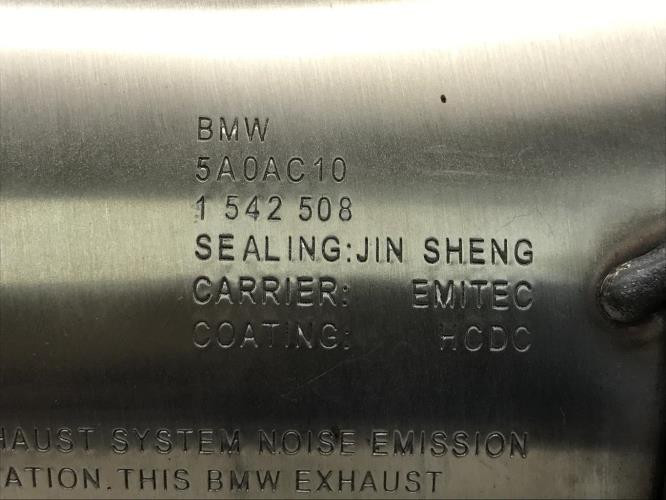 BMW
5A0AC10
1 542 508
SEALING:JIN SHENG
CARRIER: EMITEC
COATING: HCDC
HAUST SYSTEM NOISE EMISSION
ATION.THIS BMW EXHAUST